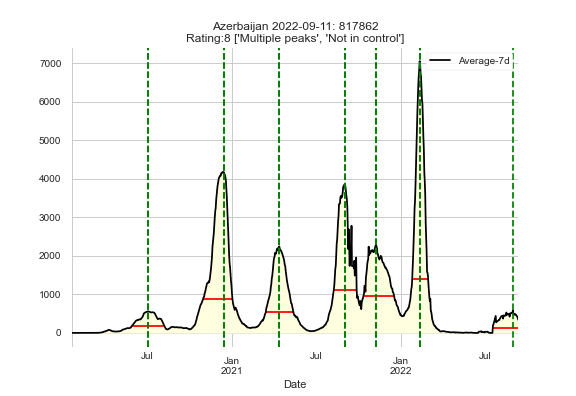 Azerbaijan 2022-09-11: 817862
Rating:8 ['Multiple peaks', 'Not in control']
Average-7d
7000
6000
5000
4000
3000
2000
1000
0
Jul
Jan
2021
Jul
Jan
2022
Jul
Date